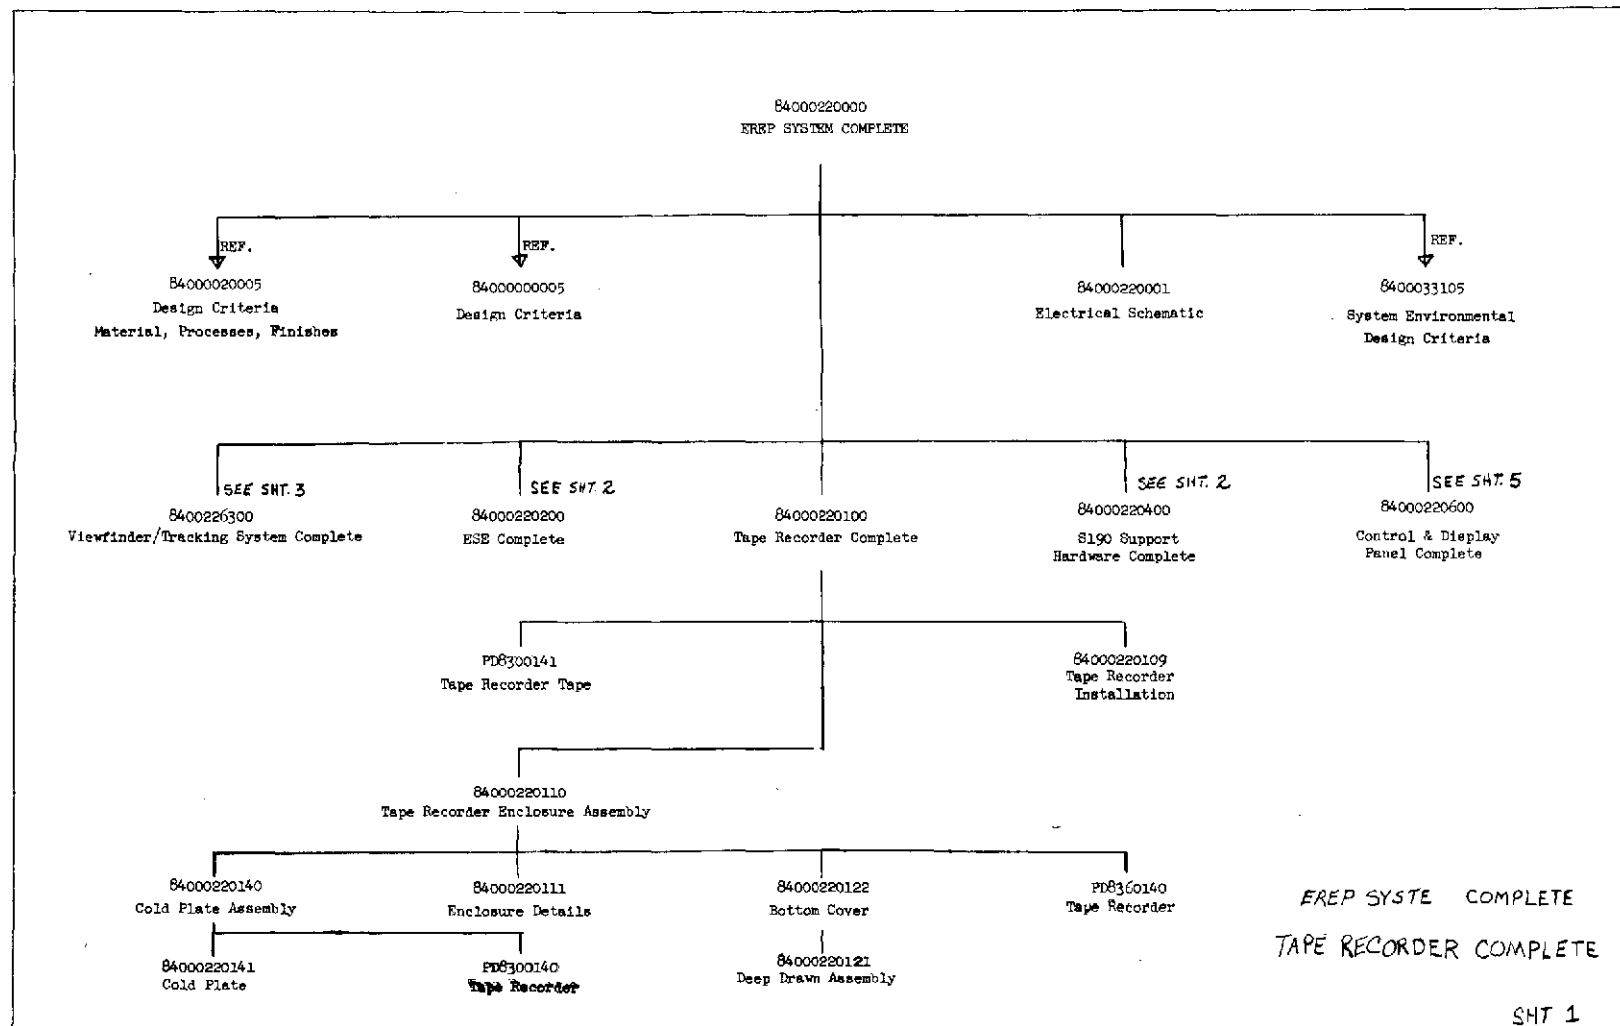 84000220000
EREP SYSTEM COMPLETE
REF.
REF.
REF.
84000020005
Design Criteria
Material, Processes, Finishes
84000000005
Design Criteria
84000220001
Electrical Schematic
8400033105
System Environmental
Design Criteria
SEE SHT. 3
8400226300
Viewfinder/Tracking System Complete
SEE SHT. 2
84000220200
ESE Complete
84000220100
Tape Recorder Complete
SEE SHT. 2
84000220400
S190 Support
Hardware Complete
SEE SHT. 5
84000220600
Control & Display
Panel Complete
PD8300141
Tape Recorder Tape
84000220109
Tape Recorder
Installation
84000220110
Tape Recorder Enclosure Assembly
84000220140
Cold Plate Assembly
84000220111
Enclosure Details
84000220122
Bottom Cover
PD8360140
Tape Recorder
84000220141
Cold Plate
PD8300140
Tape Recorder
84000220121
Deep Drawn Assembly
EREP SYSTE COMPLETE
TAPE RECORDER COMPLETE
SHT 1